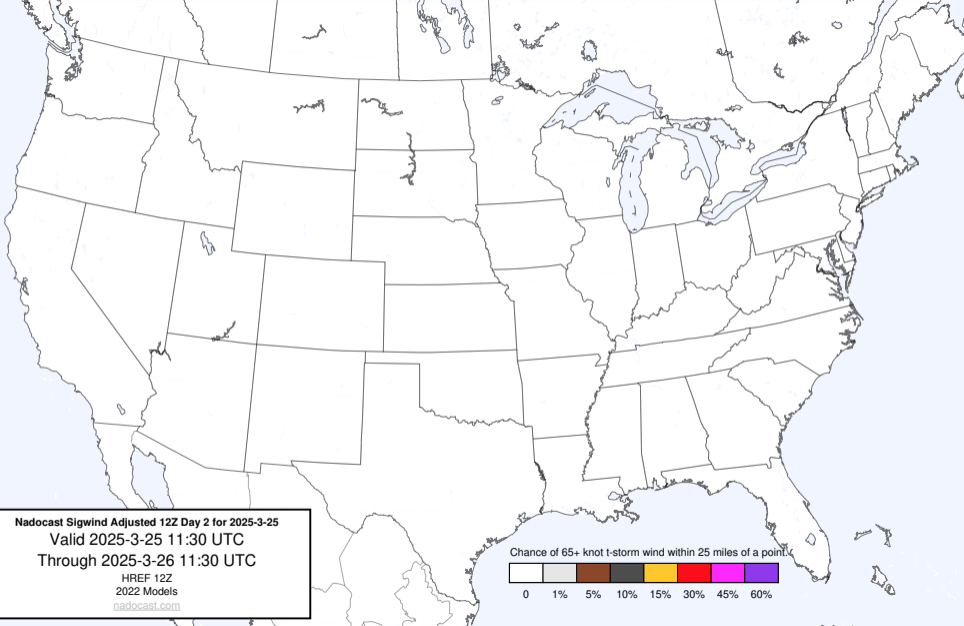 Nadocast Sigwind Adjusted 12Z Day 2 for 2025-3-25
Valid 2025-3-25 11:30 UTC
Through 2025-3-26 11:30 UTC
HREF 12Z
2022 Models
nadocast.com
Chance of 65+ knot t-storm wind within 25 miles of a point.
0 1% 5% 10% 15% 30% 45% 60%